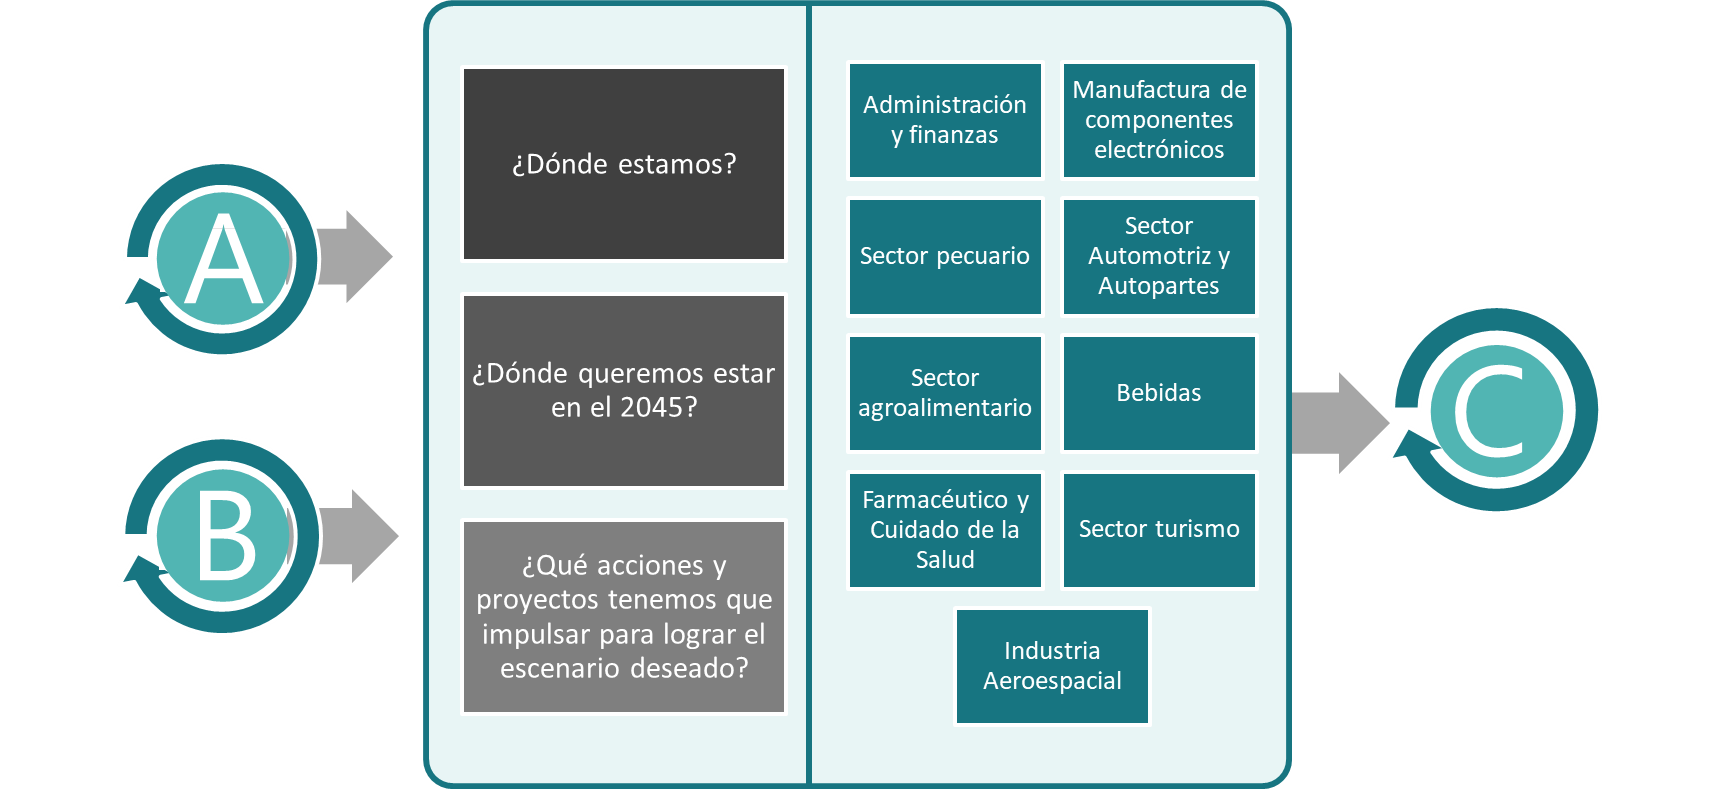 A
B
¿Dónde estamos?
¿Dónde queremos estar
en el 2045?
¿Qué acciones y
proyectos tenemos que
impulsar para lograr el
escenario deseado?
Administración
y finanzas
Manufactura de
componentes
electrónicos
Sector pecuario
Sector
Automotriz y
Autopartes
Sector
agroalimentario
Bebidas
Farmacéutico y
Cuidado de la
Salud
Sector turismo
Industria
Aeroespacial
C